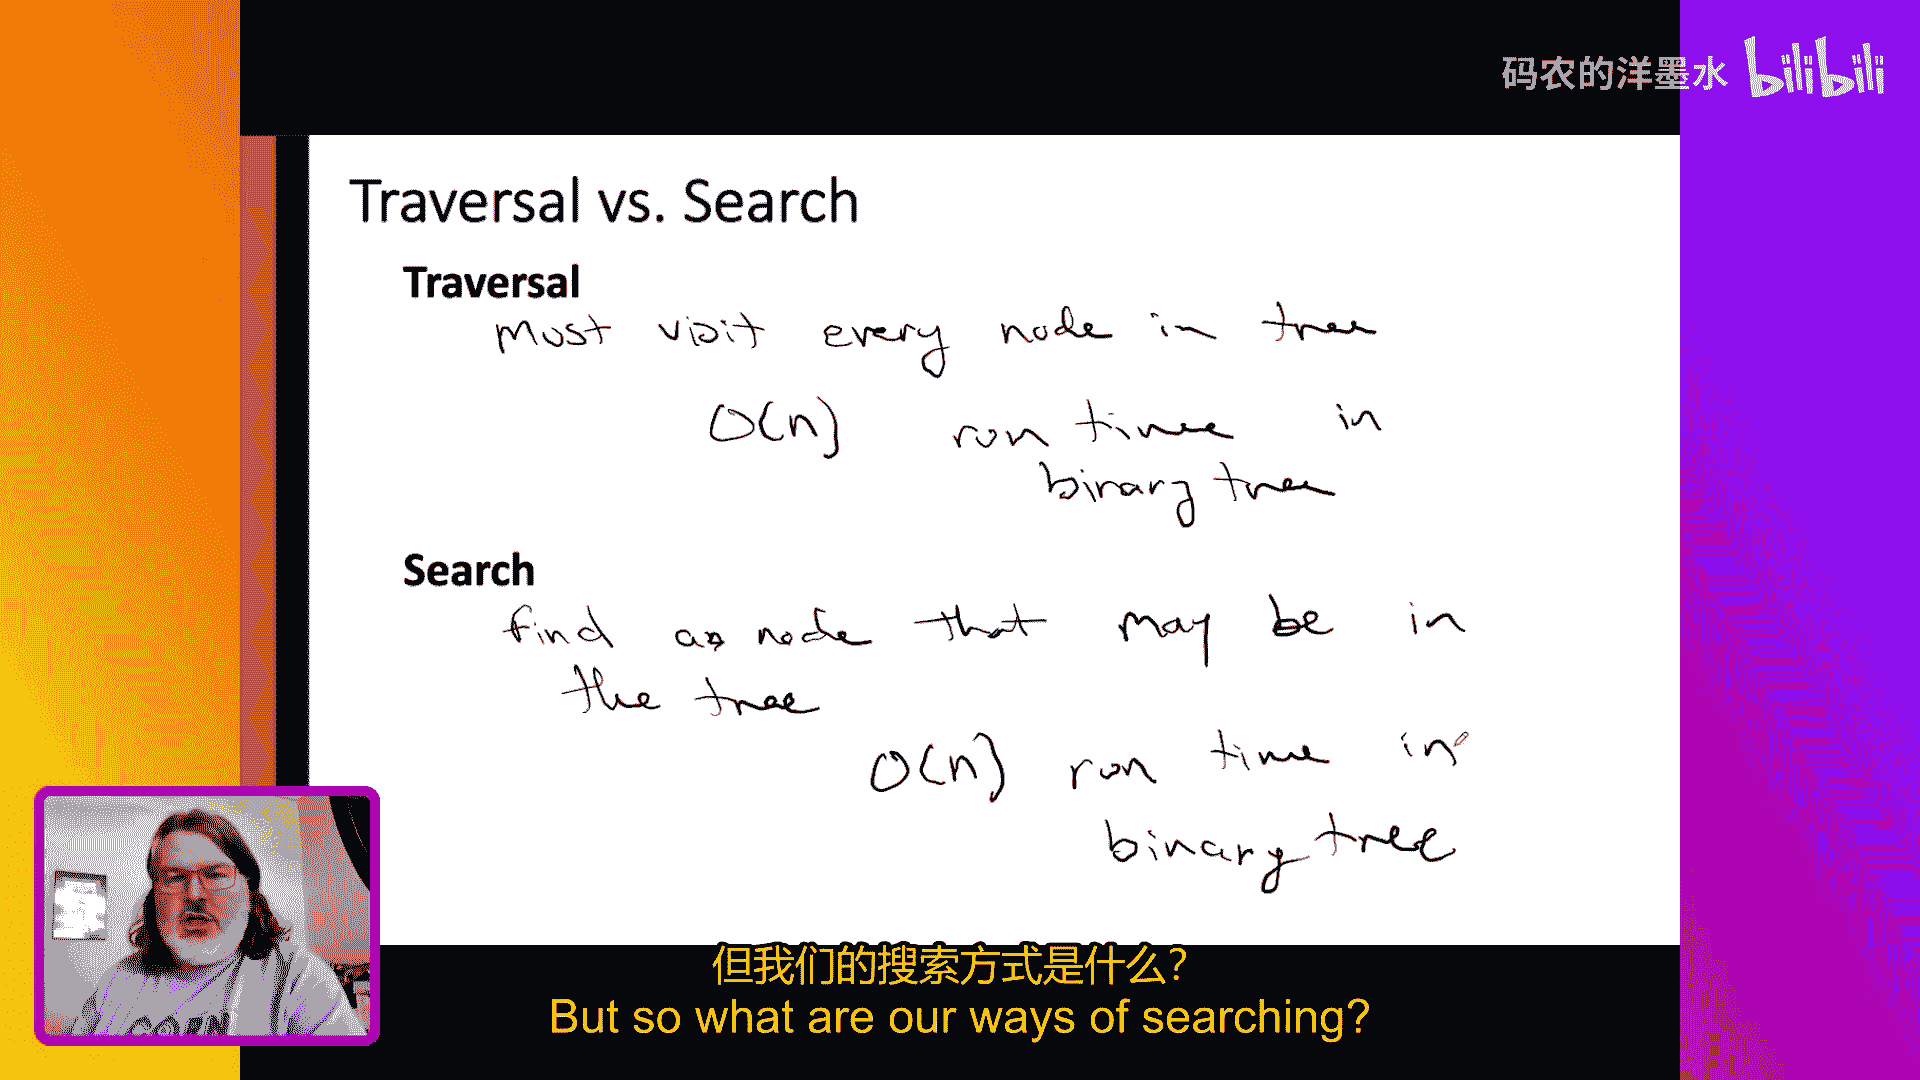 码农的洋墨水 bilibili
Traversal vs. Search
Traversal
Must visit every node in tree
O(n) run time in
binary tree
Search
find a node that may be in
the tree
O(n) run time in
binary tree
但我们的搜索方式是什么?
But so what are our ways of searching?